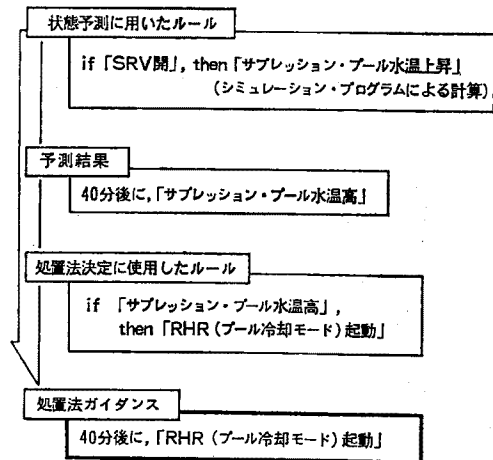 状態予測に用いたルール
if「SRV開」, then「サプレッション・プール水温上昇」
(シミュレーション・プログラムによる計算)
予測結果
40分後に,「サプレッション・プール水温高」
処置法決定に使用したルール
if 「サプレッション・プール水温高」,
then「RHR(プール冷却モード)起動」
処置法ガイダンス
40分後に,「RHR(プール冷却モード)起動」